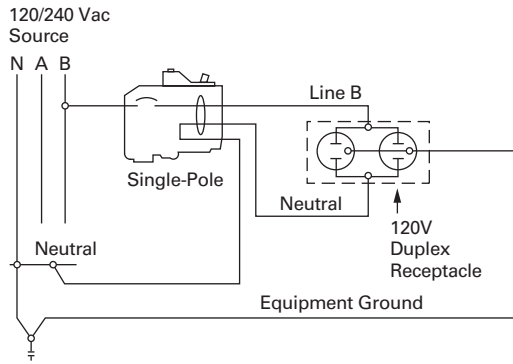 120/240 Vac
Source
N A B
Line B
Single-Pole
Neutral
120V
Duplex
Receptacle
Neutral
Equipment Ground